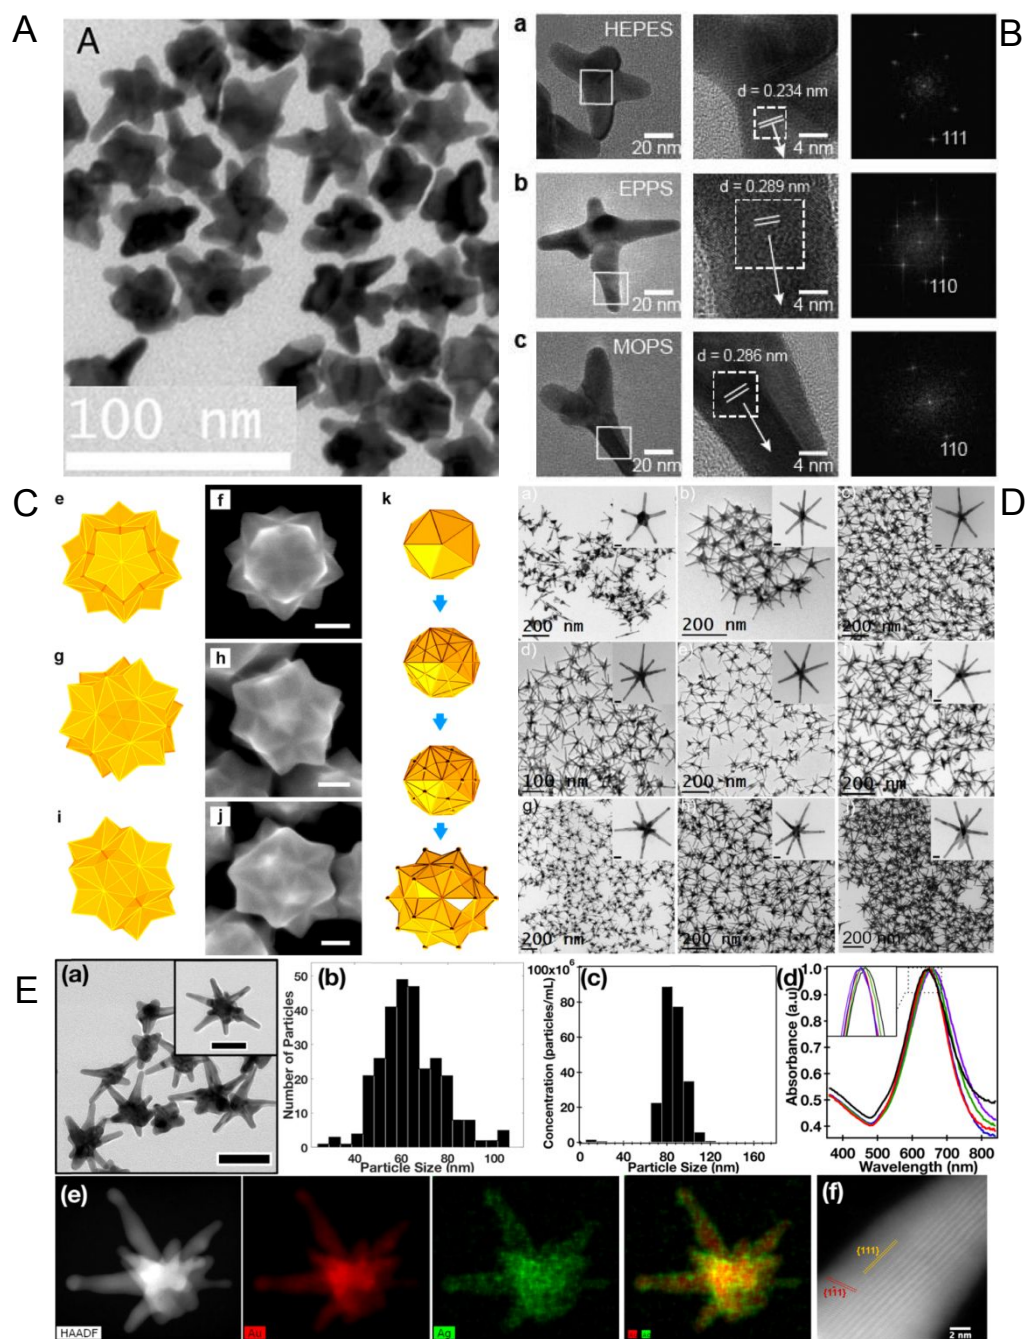 A
A
100 nm
B
a
HEPES
20 nm
d = 0.234 nm
4 nm
111
b
EPPS
20 nm
d = 0.289 nm
4 nm
110
c
MOPS
20 nm
d = 0.286 nm
4 nm
110
C
e
f
k
g
h
i
j
D
a)
200 nm
b)
200 nm
c)
200 nm
d)
100 nm
e)
200 nm
f)
200 nm
g)
200 nm
200 nm
200 nm
E
(a)
(b)
Number of Particles
50
40
30
20
10
0
40 60 80 100
Particle Size (nm)
(c)
Concentration (particles/mL)
100x10⁶
80
60
40
20
0
0 40 80 120 160
Particle Size (nm)
(d)
Absorbance (a.u)
1.0
0.9
0.8
0.7
0.6
0.5
0.4
400 500 600 700 800
Wavelength (nm)
(e)
HAADF
Au
Ag
(f)
{111}
2 nm